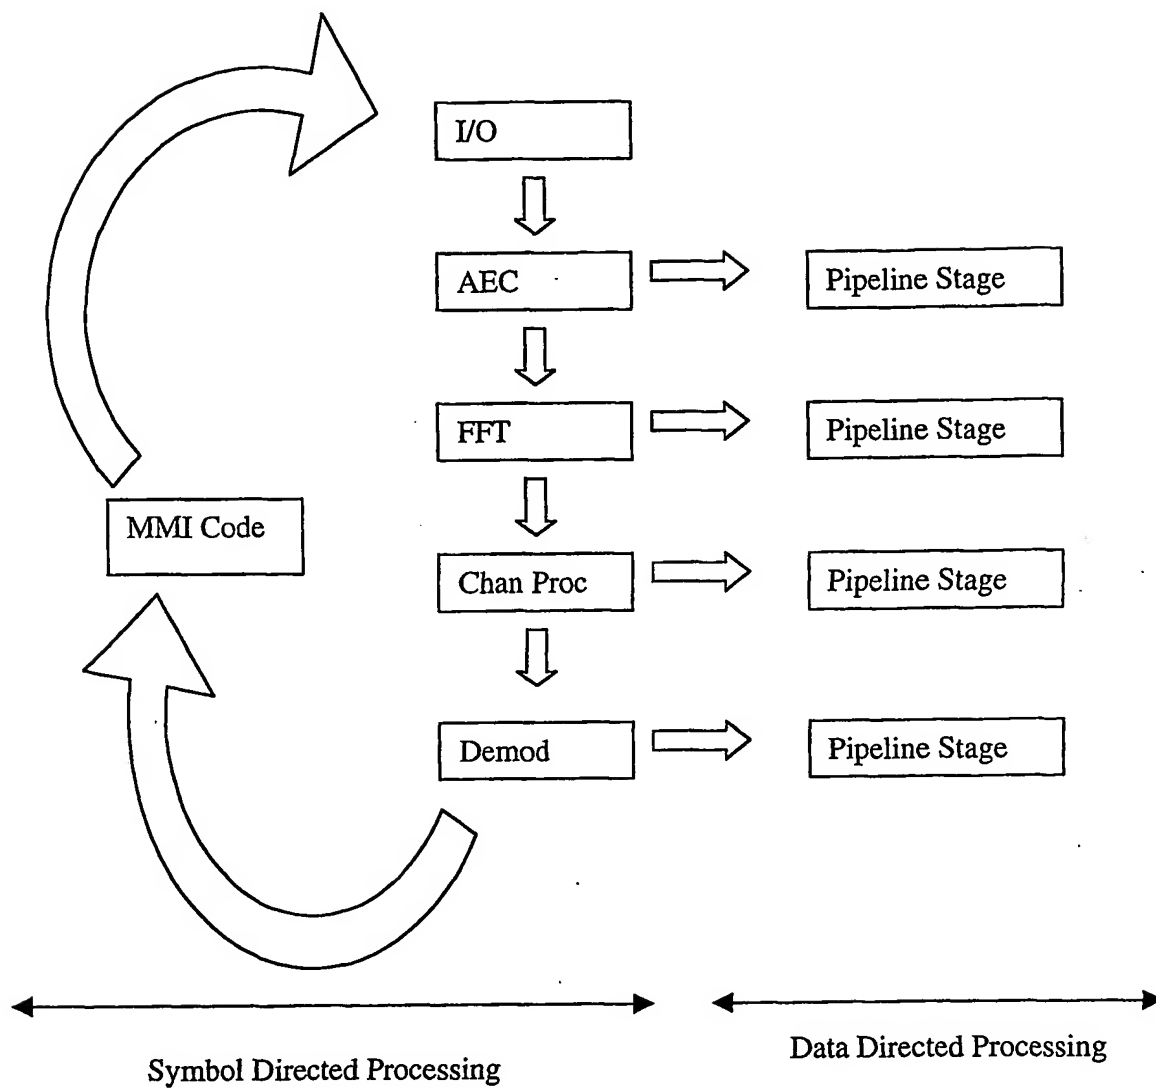 I/O
AEC
Pipeline Stage
FFT
Pipeline Stage
MMI Code
Chan Proc
Pipeline Stage
Demod
Pipeline Stage
Symbol Directed Processing
Data Directed Processing